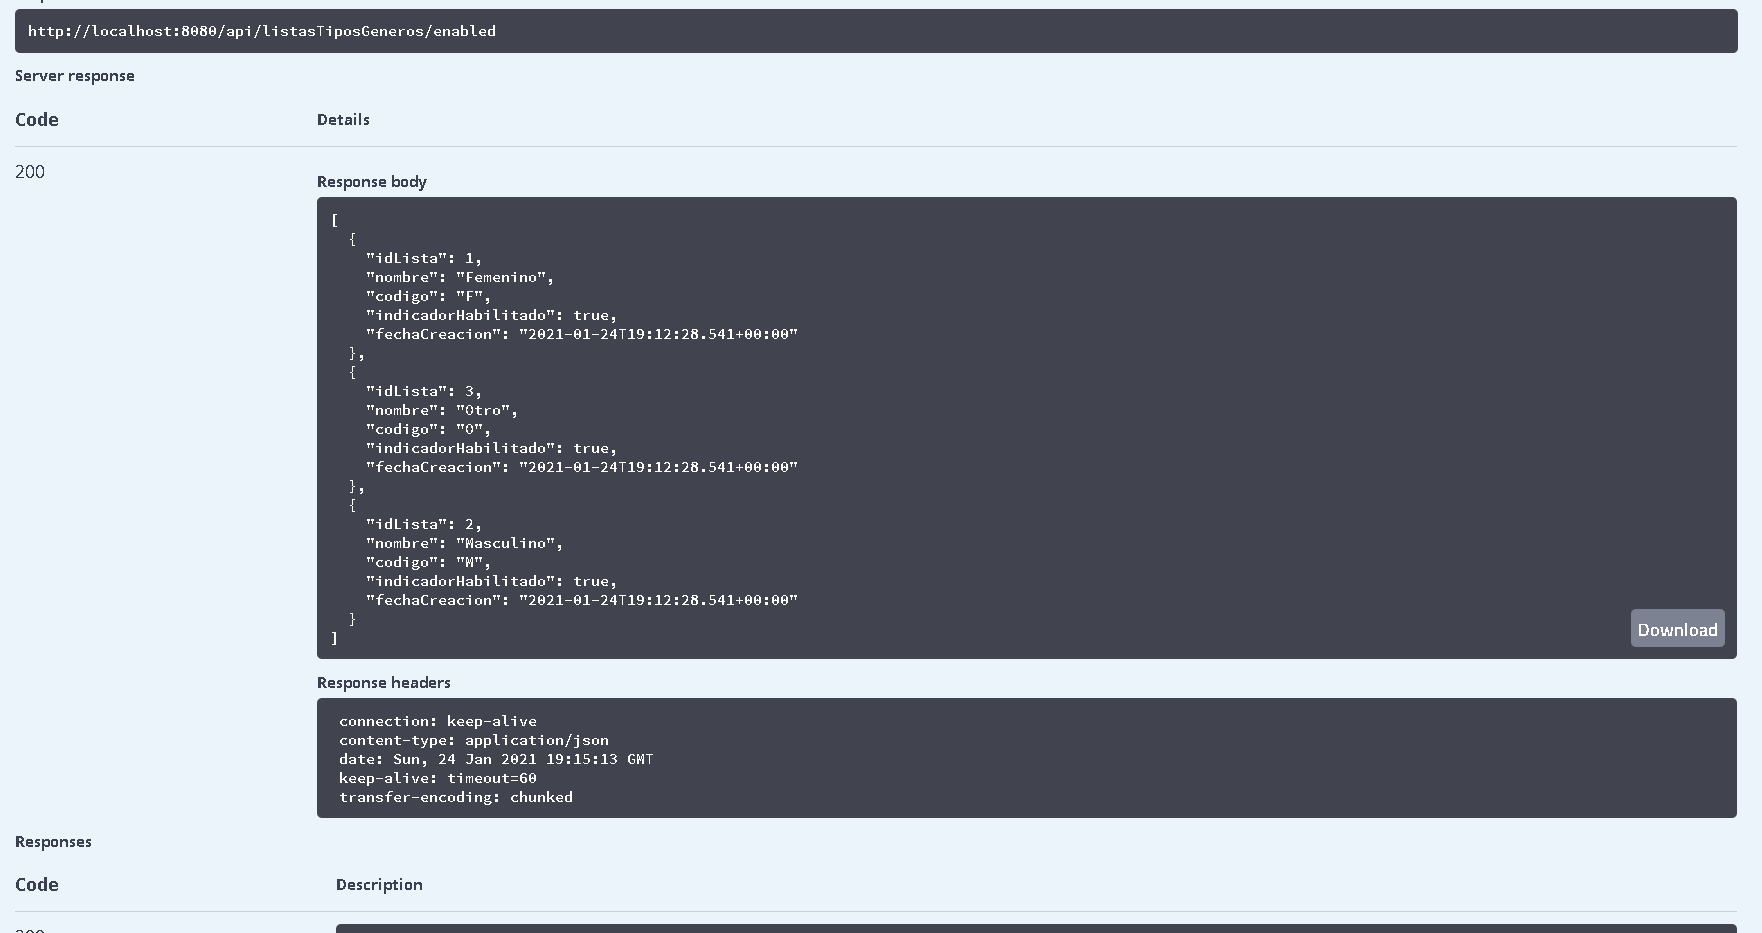 http://localhost:8080/api/listasTiposGeneros/enabled
Server response
Code Details
200
Response body
[
  {
    "idLista": 1,
    "nombre": "Femenino",
    "codigo": "F",
    "indicadorHabilitado": true,
    "fechaCreacion": "2021-01-24T19:12:28.541+00:00"
  },
  {
    "idLista": 3,
    "nombre": "Otro",
    "codigo": "O",
    "indicadorHabilitado": true,
    "fechaCreacion": "2021-01-24T19:12:28.541+00:00"
  },
  {
    "idLista": 2,
    "nombre": "Masculino",
    "codigo": "M",
    "indicadorHabilitado": true,
    "fechaCreacion": "2021-01-24T19:12:28.541+00:00"
  }
]
Download
Response headers
connection: keep-alive
content-type: application/json
date: Sun, 24 Jan 2021 19:15:13 GMT
keep-alive: timeout=60
transfer-encoding: chunked
Responses
Code Description